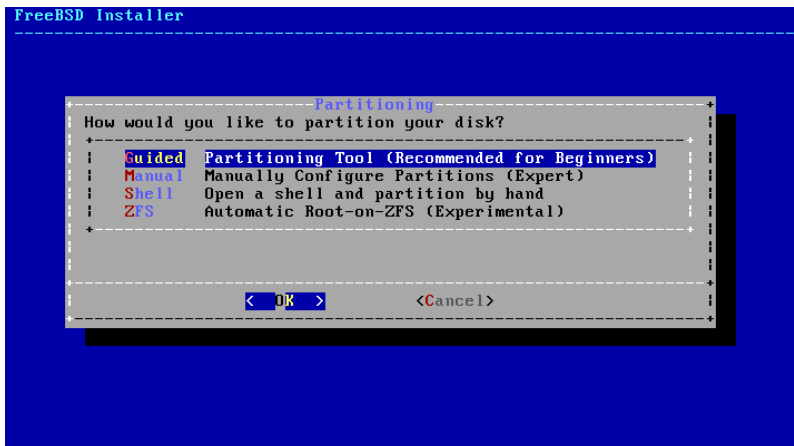 FreeBSD Installer
Partitioning
How would you like to partition your disk?
Guided Partitioning Tool (Recommended for Beginners)
Manual Manually Configure Partitions (Expert)
Shell Open a shell and partition by hand
ZFS Automatic Root-on-ZFS (Experimental)
< OK > <Cancel>